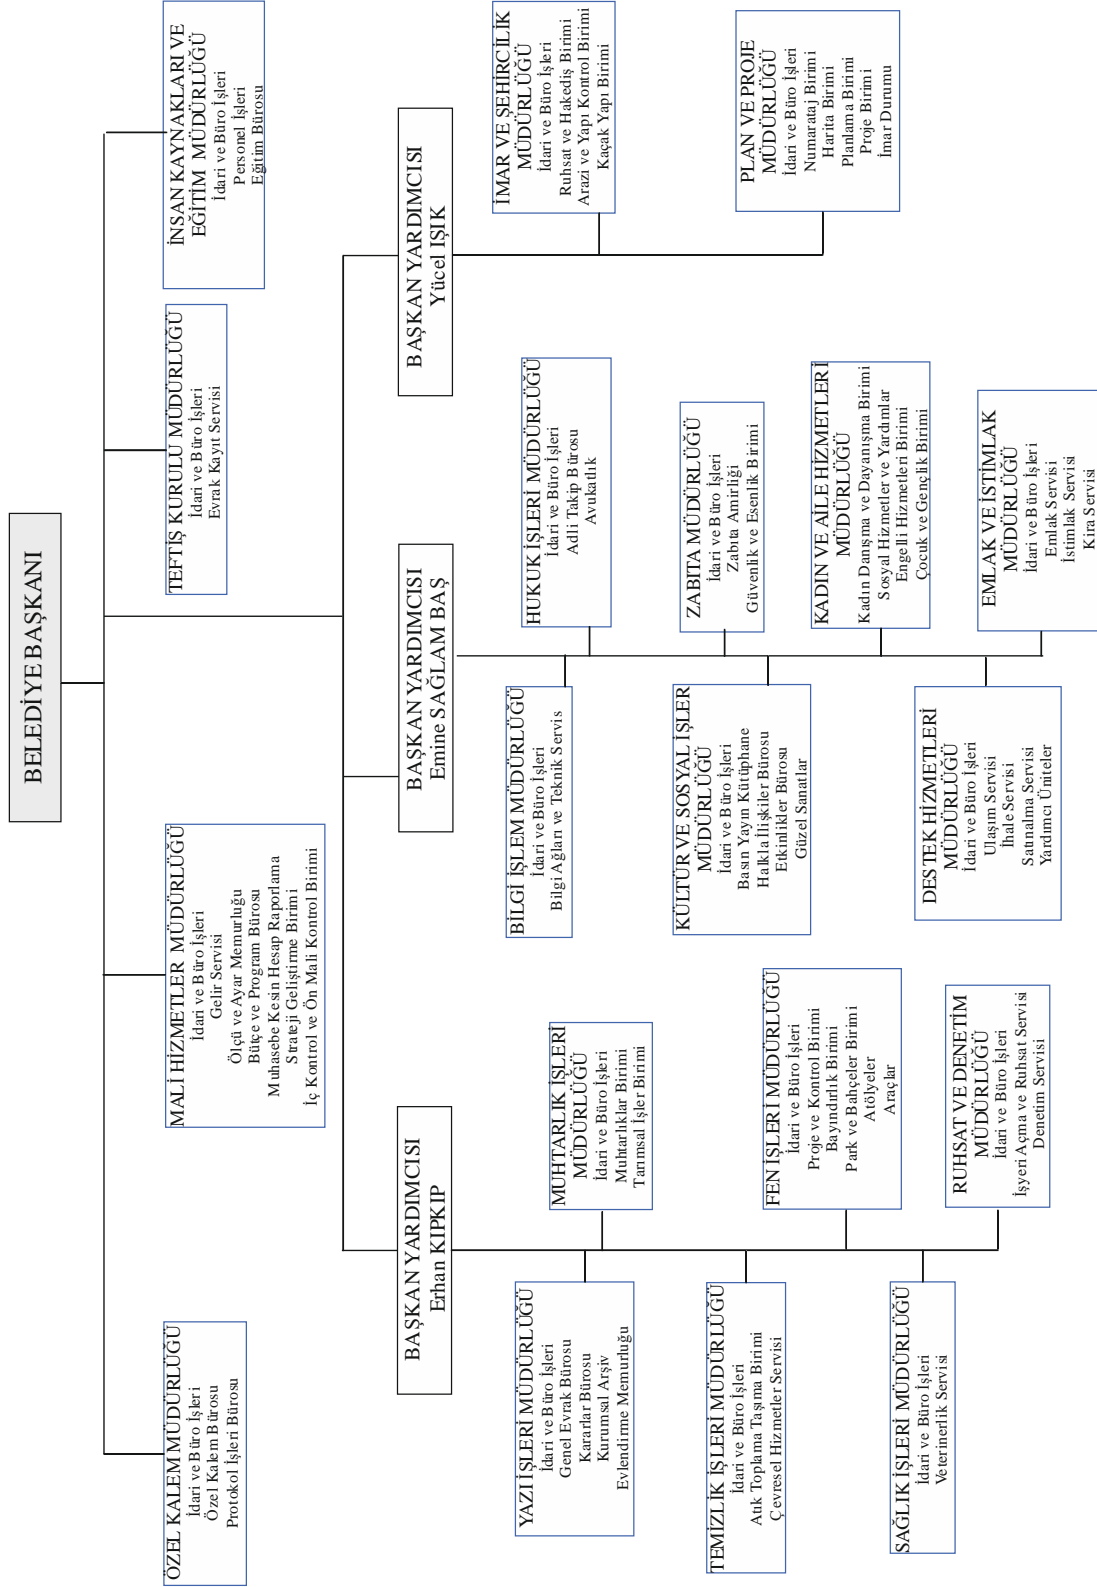 BELEDİYE BAŞKANI
ÖZEL KALEM MÜDÜRLÜĞÜ
İdari ve Büro İşleri
Özel Kalem Bürosu
Protokol İşleri Bürosu
MALİ HİZMETLER MÜDÜRLÜĞÜ
İdari ve Büro İşleri
Gelir Servisi
Ölçü ve Ayar Memurluğu
Bütçe ve Program Bürosu
Muhasebe Kesin Hesap Raporlama
Strateji Geliştirme Birimi
İç Kontrol ve Ön Mali Kontrol Birimi
TEFTİŞ KURULU MÜDÜRLÜĞÜ
İdari ve Büro İşleri
Evrak Kayıt Servisi
İNSAN KAYNAKLARI VE
EĞİTİM MÜDÜRLÜĞÜ
İdari ve Büro İşleri
Personel İşleri
Eğitim Bürosu
BAŞKAN YARDIMCISI
Erhan KIPKIP
BAŞKAN YARDIMCISI
Emine SAĞLAM BAŞ
BAŞKAN YARDIMCISI
Yücel IŞIK
YAZI İŞLERİ MÜDÜRLÜĞÜ
İdari ve Büro İşleri
Genel Evrak Bürosu
Kararlar Bürosu
Kurumsal Arşiv
Evlendirme Memurluğu
MUHTARLIK İŞLERİ
MÜDÜRLÜĞÜ
İdari ve Büro İşleri
Muhtarlıklar Birimi
Tarımsal İşler Birimi
TEMİZLİK İŞLERİ MÜDÜRLÜĞÜ
İdari ve Büro İşleri
Atık Toplama Taşıma Birimi
Çevresel Hizmetler Servisi
FEN İŞLERİ MÜDÜRLÜĞÜ
İdari ve Büro İşleri
Proje ve Kontrol Birimi
Bayındırlık Birimi
Park ve Bahçeler Birimi
Atölyeler
Araçlar
SAĞLIK İŞLERİ MÜDÜRLÜĞÜ
İdari ve Büro İşleri
Veterinerlik Servisi
RUHSAT VE DENETİM
MÜDÜRLÜĞÜ
İdari ve Büro İşleri
İşyeri Açma ve Ruhsat Servisi
Denetim Servisi
BİLGİ İŞLEM MÜDÜRLÜĞÜ
İdari ve Büro İşleri
Bilgi Ağları ve Teknik Servis
HUKUK İŞLERİ MÜDÜRLÜĞÜ
İdari ve Büro İşleri
Adli Takip Bürosu
Avukatlık
KÜLTÜR VE SOSYAL İŞLER
MÜDÜRLÜĞÜ
İdari ve Büro İşleri
Basın Yayın Kütüphane
Halkla İlişkiler Bürosu
Etkinlikler Bürosu
Güzel Sanatlar
ZABITA MÜDÜRLÜĞÜ
İdari ve Büro İşleri
Zabıta Amirliği
Güvenlik ve Esenlik Birimi
DESTEK HİZMETLERİ
MÜDÜRLÜĞÜ
İdari ve Büro İşleri
Ulaşım Servisi
İhale Servisi
Satınalma Servisi
Yardımcı Üniteler
KADIN VE AİLE HİZMETLERİ
MÜDÜRLÜĞÜ
Kadın Danışma ve Dayanışma Birimi
Sosyal Hizmetler ve Yardımlar
Engelli Hizmetleri Birimi
Çocuk ve Gençlik Birimi
EMLAK VE İSTİMLAK
MÜDÜRLÜĞÜ
İdari ve Büro İşleri
Emlak Servisi
İstimlak Servisi
Kira Servisi
İMAR VE ŞEHİRCİLİK
MÜDÜRLÜĞÜ
İdari ve Büro İşleri
Ruhsat ve Hakediş Birimi
Arazi ve Yapı Kontrol Birimi
Kaçak Yapı Birimi
PLAN VE PROJE
MÜDÜRLÜĞÜ
İdari ve Büro İşleri
Numarataj Birimi
Harita Birimi
Planlama Birimi
Proje Birimi
İmar Durumu